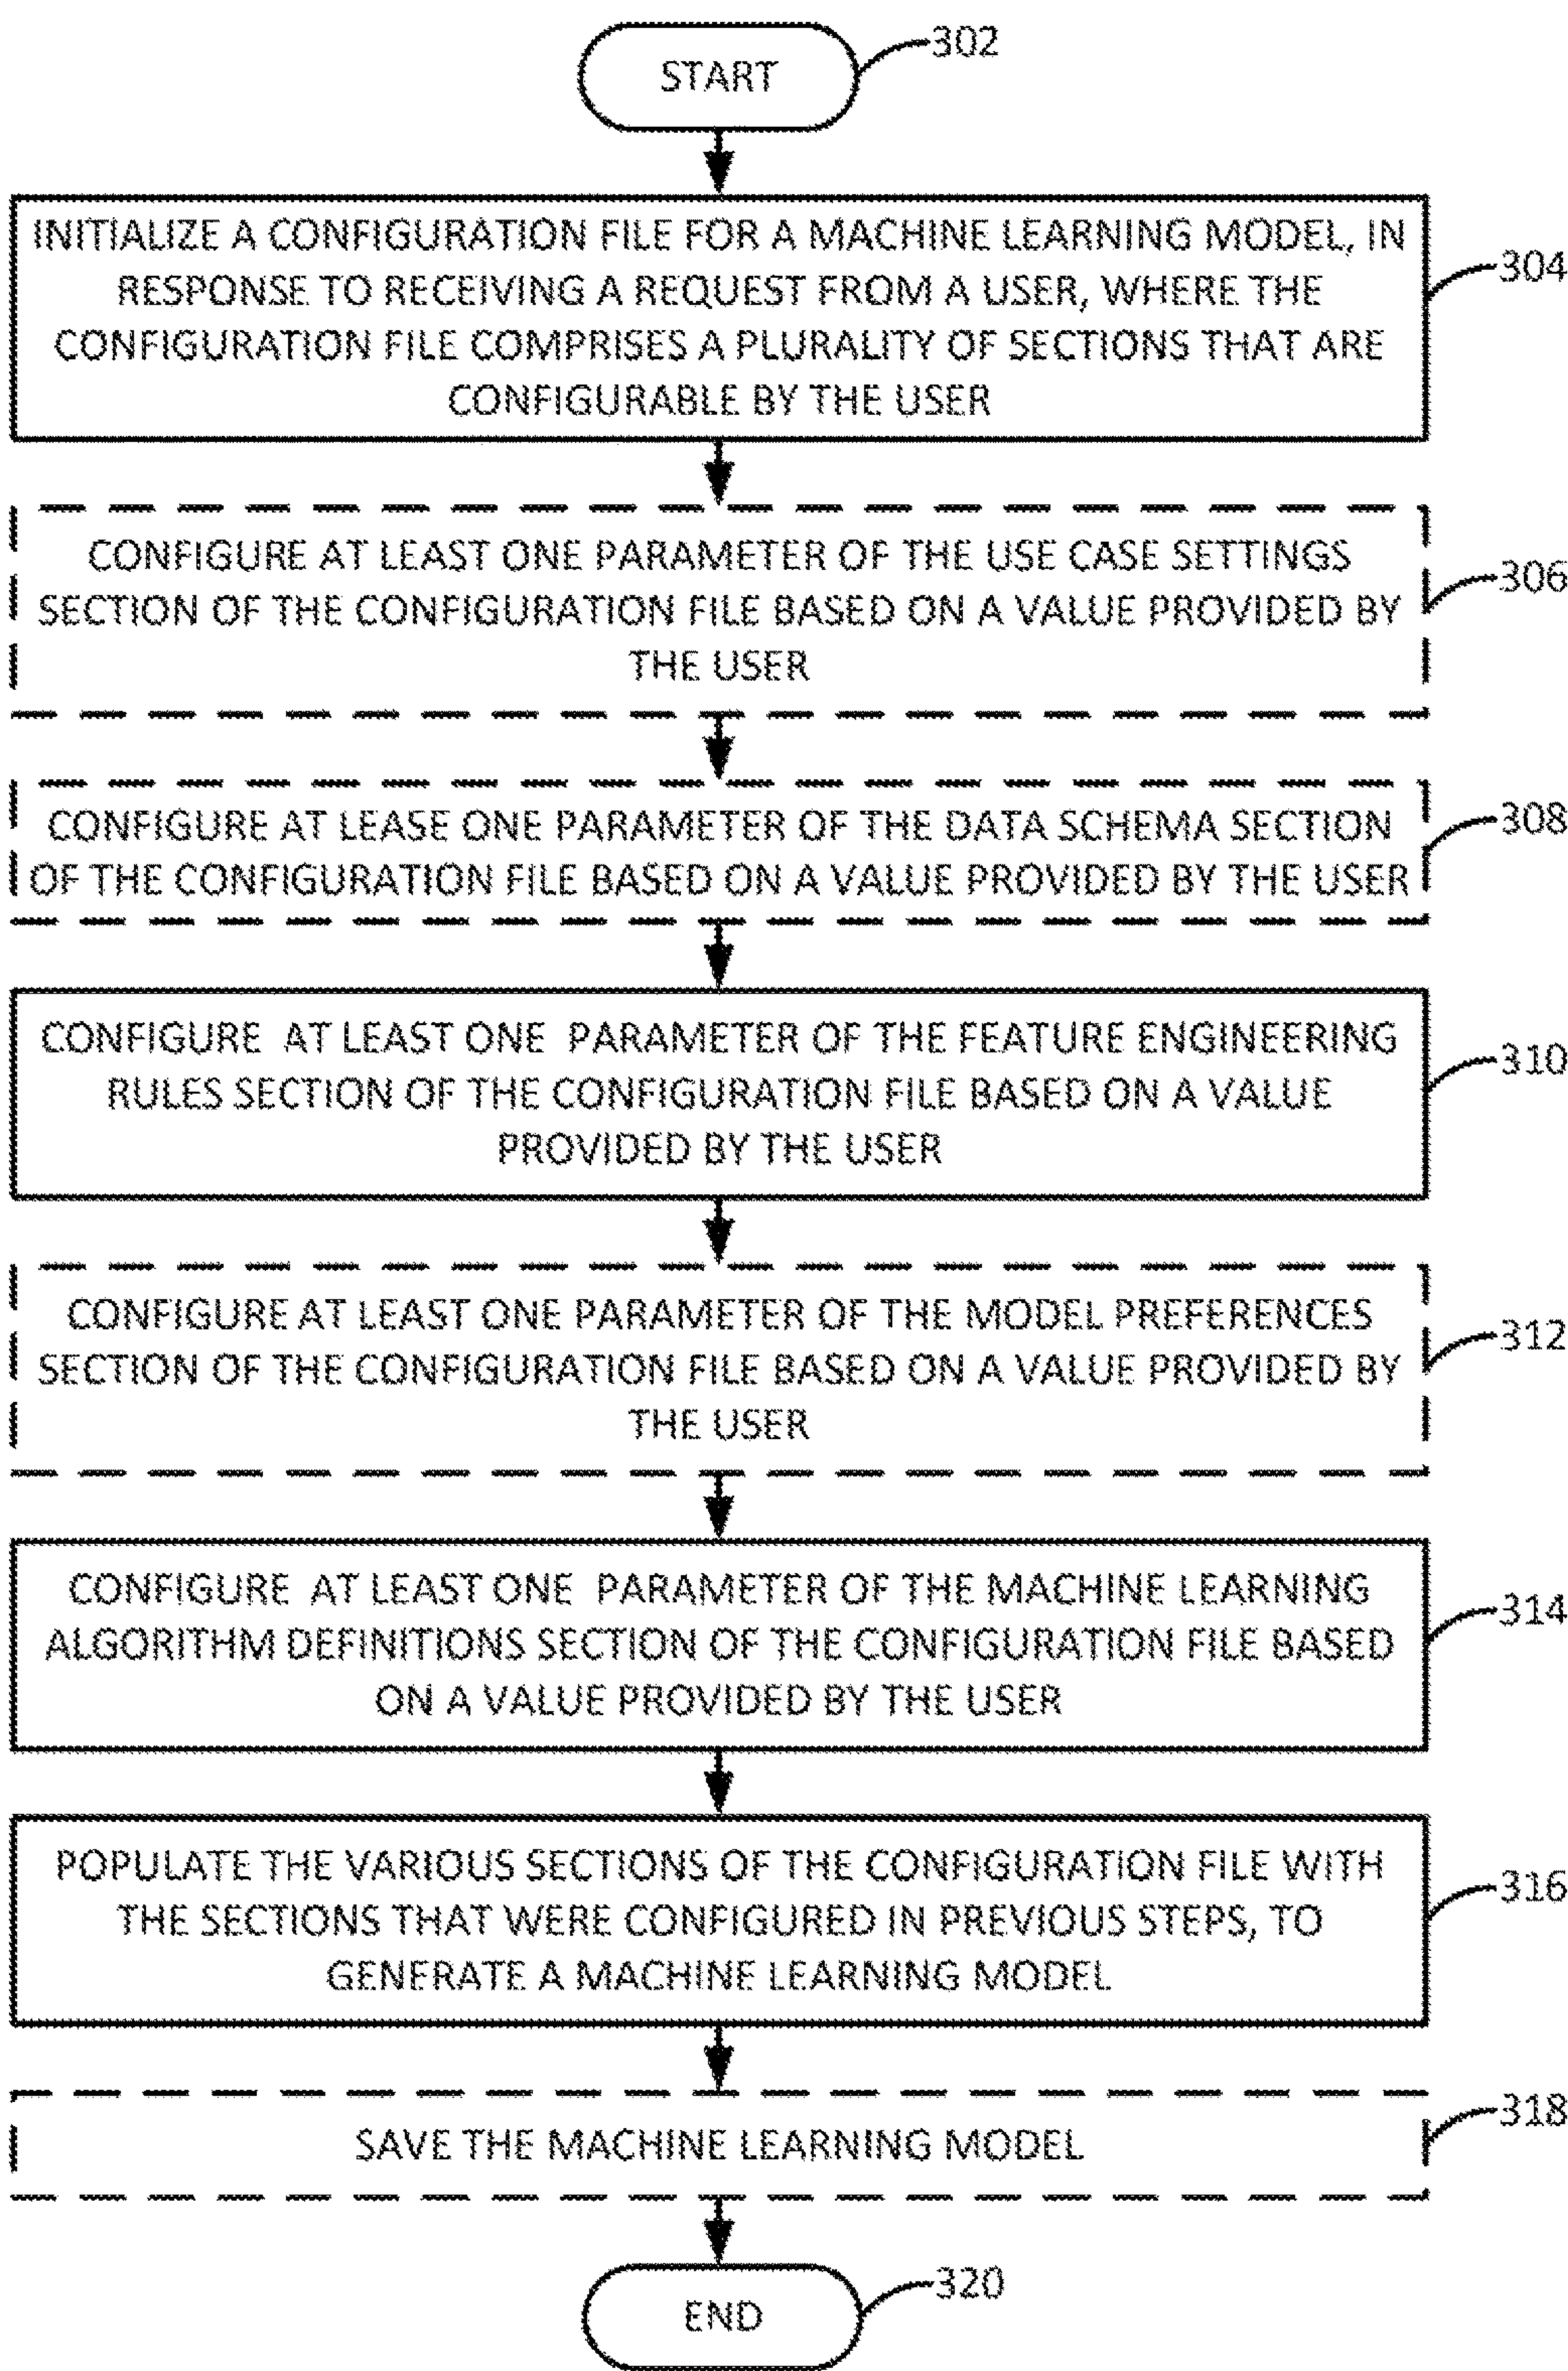 START
302
INITIALIZE A CONFIGURATION FILE FOR A MACHINE LEARNING MODEL, IN
RESPONSE TO RECEIVING A REQUEST FROM A USER, WHERE THE
CONFIGURATION FILE COMPRISES A PLURALITY OF SECTIONS THAT ARE
CONFIGURABLE BY THE USER
304
CONFIGURE AT LEAST ONE PARAMETER OF THE USE CASE SETTINGS
SECTION OF THE CONFIGURATION FILE BASED ON A VALUE PROVIDED BY
THE USER
306
CONFIGURE AT LEASE ONE PARAMETER OF THE DATA SCHEMA SECTION
OF THE CONFIGURATION FILE BASED ON A VALUE PROVIDED BY THE USER
308
CONFIGURE AT LEAST ONE PARAMETER OF THE FEATURE ENGINEERING
RULES SECTION OF THE CONFIGURATION FILE BASED ON A VALUE
PROVIDED BY THE USER
310
CONFIGURE AT LEAST ONE PARAMETER OF THE MODEL PREFERENCES
SECTION OF THE CONFIGURATION FILE BASED ON A VALUE PROVIDED BY
THE USER
312
CONFIGURE AT LEAST ONE PARAMETER OF THE MACHINE LEARNING
ALGORITHM DEFINITIONS SECTION OF THE CONFIGURATION FILE BASED
ON A VALUE PROVIDED BY THE USER
314
POPULATE THE VARIOUS SECTIONS OF THE CONFIGURATION FILE WITH
THE SECTIONS THAT WERE CONFIGURED IN PREVIOUS STEPS, TO
GENERATE A MACHINE LEARNING MODEL
316
SAVE THE MACHINE LEARNING MODEL
318
END
320